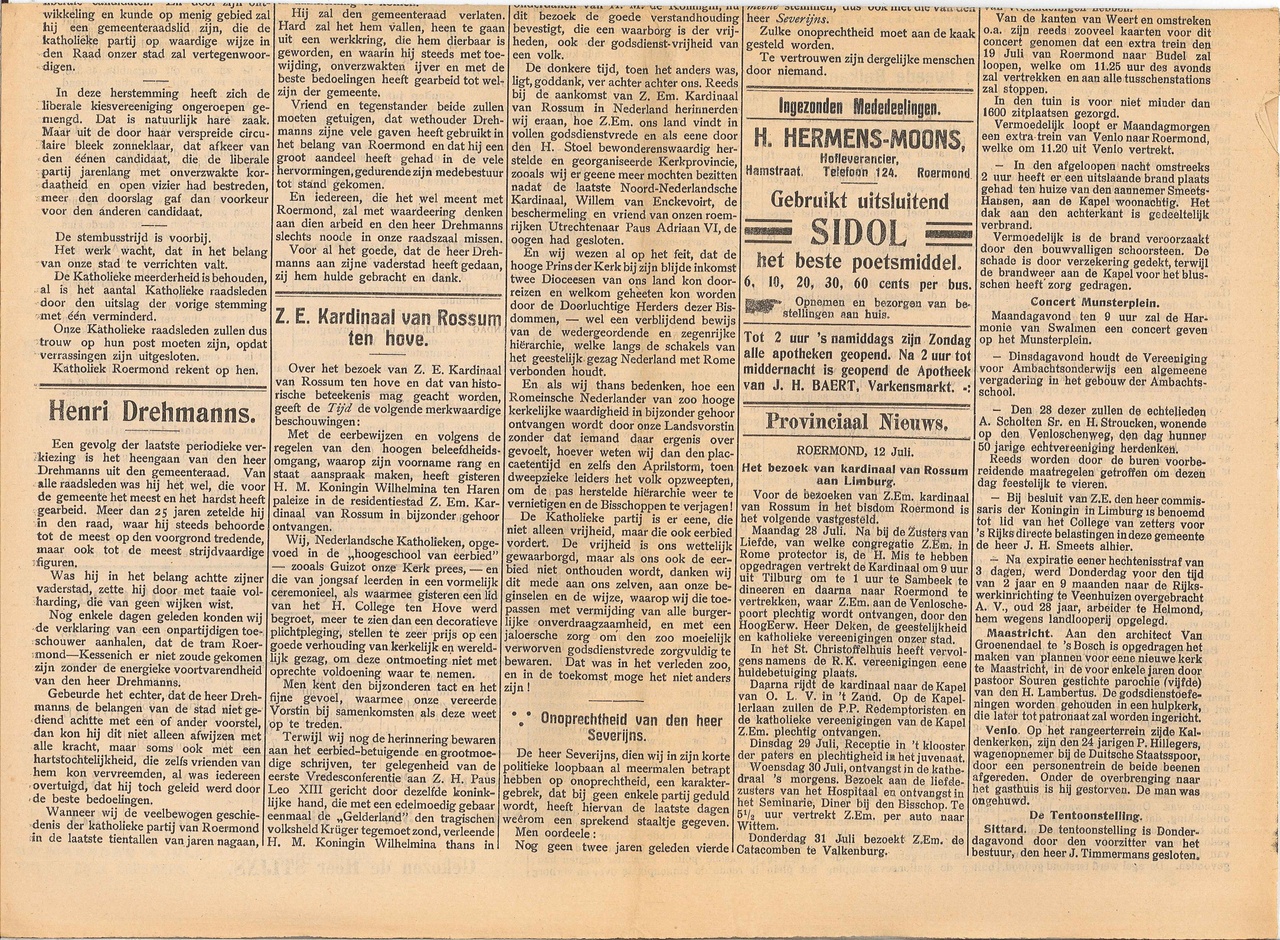 wikkeling en kunde op menig gebied zal
hij een gemeenteraadslid zijn, die de
katholieke partij op waardige wijze in
den Raad onzer stad zal vertegenwoor-
digen.
In deze herstemming heeft zich de
liberale kiesvereeniging ongeroepen ge-
mengd. Dat is natuurlijk hare zaak.
Maar uit de door haar verspreide circu-
laire bleek zonneklaar, dat afkeer van
den éénen candidaat, die de liberale
partij jarenlang met onverzwakte kor-
daatheid en open vizier had bestreden,
meer den doorslag gaf dan voorkeur
voor den anderen candidaat.
De stembusstrijd is voorbij.
Het werk wacht, dat in het belang
van onze stad te verrichten valt.
De Katholieke meerderheid is behouden,
al is het aantal Katholieke raadsleden
door den uitslag der vorige stemming
met één verminderd.
Onze Katholieke raadsleden zullen dus
trouw op hun post moeten zijn, opdat
verrassingen zijn uitgesloten.
Katholiek Roermond rekent op hen.
Henri Drehmanns.
Een gevolg der laatste periodieke ver-
kiezing is het heengaan van den heer
Drehmanns uit den gemeenteraad. Van
alle raadsleden was hij het wel, die voor
de gemeente het meest en het hardst heeft
gearbeid. Meer dan 25 jaren zetelde hij
in den raad, waar hij steeds behoorde
tot de meest op den voorgrond tredende,
maar ook tot de meest strijdvaardige
figuren.
Was hij in het belang achtte zijner
vaderstad, zette hij door met taaie vol-
harding, die van geen wijken wist.
Nog enkele dagen geleden konden wij
de verklaring van een onpartijdigen toe-
schouwer aanhalen, dat de tram Roer-
mond—Kessenich er niet zoude gekomen
zijn zonder de energieke voortvarendheid
van den heer Drehmanns.
Gebeurde het echter, dat de heer Dreh-
manns de belangen van de stad niet ge-
diend achtte met een of ander voorstel,
dan kon hij dit niet alleen afwijzen met
alle kracht, maar soms ook met een
hartstochtelijkheid, die zelfs vrienden van
hem kon vervreemden, al was iedereen
overtuigd, dat hij toch geleid werd door
de beste bedoelingen.
Wanneer wij de veelbewogen geschie-
denis der katholieke partij van Roermond
in de laatste tientallen van jaren nagaan,
Hij zal den gemeenteraad verlaten.
Hard zal het hem vallen, heen te gaan
uit een werkkring, die hem dierbaar is
geworden, en waarin hij steeds met toe-
wijding, onverzwakten ijver en met de
beste bedoelingen heeft gearbeid tot wel-
zijn der gemeente.
Vriend en tegenstander beide zullen
moeten getuigen, dat wethouder Dreh-
manns zijne vele gaven heeft gebruikt in
het belang van Roermond en dat hij een
groot aandeel heeft gehad in de vele
hervormingen, gedurende zijn medebestuur
tot stand gekomen.
En iedereen, die het wel meent met
Roermond, zal met waardeering denken
aan dien arbeid en den heer Drehmanns
slechts noode in onze raadszaal missen.
Voor al het goede, dat de heer Dreh-
manns aan zijne vaderstad heeft gedaan,
zij hem hulde gebracht en dank.
Z. E. Kardinaal van Rossum
ten hove.
Over het bezoek van Z. E. Kardinaal
van Rossum ten hove en dat van histo-
rische beteekenis mag geacht worden,
geeft de Tijd de volgende merkwaardige
beschouwingen:
Met de eerbewijzen en volgens de
regelen van den hoogen beleefdheids-
omgang, waarop zijn voorname rang en
staat aanspraak maken, heeft gisteren
H. M. Koningin Wilhelmina ten Haren
paleize in de residentiestad Z. Em. Kar-
dinaal van Rossum in bijzonder gehoor
ontvangen.
Wij, Nederlandsche Katholieken, opge-
voed in de „hoogeschool van eerbied"
— zooals Guizot onze Kerk prees, — en
die van jongsaf leerden in een vormelijk
ceremonieel, als waarmee gisteren een lid
van het H. College ten Hove werd
begroet, meer te zien dan een decoratieve
plichtpleging, stellen te zeer prijs op een
goede verhouding van kerkelijk en wereld-
lijk gezag, om deze ontmoeting niet met
oprechte voldoening waar te nemen.
Men kent den bijzonderen tact en het
fijne gevoel, waarmee onze vereerde
Vorstin bij samenkomsten als deze weet
op te treden.
Terwijl wij nog de herinnering bewaren
aan het eerbied-betuigende en grootmoe-
dige schrijven, ter gelegenheid van de
eerste Vredesconferentie aan Z. H. Paus
Leo XIII gericht door dezelfde konink-
lijke hand, die met een edelmoedig gebaar
eenmaal de „Gelderland" den tragischen
volksheld Krüger tegemoet zond, verleende
H. M. Koningin Wilhelmina thans in
dit bezoek de goede verstandhouding
bevestigt, die een waarborg is der vrij-
heden, ook der godsdienst-vrijheid van
een volk.
De donkere tijd, toen het anders was,
ligt, goddank, ver achter achter ons. Reeds
bij de aankomst van Z. Em. Kardinaal
van Rossum in Nederland herinnerden
wij eraan, hoe Z.Em. ons land vindt in
vollen godsdienstvrede en als eene door
den H. Stoel bewonderenswaardig her-
stelde en georganiseerde Kerkprovincie,
zooals wij er geene meer mochten bezitten
nadat de laatste Noord-Nederlandsche
Kardinaal, Willem van Enckevoirt, de
beschermeling en vriend van onzen roem-
rijken Utrechtenaar Paus Adriaan VI, de
oogen had gesloten.
En wij wezen al op het feit, dat de
hooge Prins der Kerk bij zijn blijde inkomst
twee Dioceesen van ons land kon door-
reizen en welkom geheeten kon worden
door de Doorluchtige Herders dezer Bis-
dommen, — wel een verblijdend bewijs
van de wedergeordende en zegenrijke
hiërarchie, welke langs de schakels van
het geestelijk gezag Nederland met Rome
verbonden houdt.
En als wij thans bedenken, hoe een
Romeinsche Nederlander van zoo hooge
kerkelijke waardigheid in bijzonder gehoor
ontvangen wordt door onze Landsvorstin
zonder dat iemand daar ergenis over
gevoelt, hoever weten wij dan den plac-
caetentijd en zelfs den Aprilstorm, toen
dweepzieke leiders het volk opzweepten,
om de pas herstelde hiërarchie weer te
vernietigen en de Bisschoppen te verjagen!
De Katholieke partij is er eene, die
niet alleen vrijheid, maar die ook eerbied
vordert. De vrijheid is ons wettelijk
gewaarborgd, maar als ons ook de eer-
bied niet onthouden wordt, danken wij
dit mede aan ons zelven, aan onze be-
ginselen en de wijze, waarop wij die toe-
passen met vermijding van alle burger-
lijke onverdraagzaamheid, en met een
jaloersche zorg om den zoo moeielijk
verworven godsdienstvrede zorgvuldig te
bewaren. Dat was in het verleden zoo,
en in de toekomst moge het niet anders
zijn !
Onoprechtheid van den heer
Severijns.
De heer Severijns, dien wij in zijn korte
politieke loopbaan al meermalen betrapt
hebben op onoprechtheid, een karakter-
gebrek, dat bij geen enkele partij geduld
wordt, heeft hiervan de laatste dagen
weêrom een sprekend staaltje gegeven.
Men oordeele :
Nog geen twee jaren geleden vierde
heer Severijns.
Zulke onoprechtheid moet aan de kaak
gesteld worden.
Te vertrouwen zijn dergelijke menschen
door niemand.
Ingezonden Mededeelingen.
H. HERMENS-MOONS,
Hofleverancier,
Hamstraat. Telefoon 124. Roermond
Gebruikt uitsluitend
SIDOL
het beste poetsmiddel.
6, 10, 20, 30, 60 cents per bus.
Opnemen en bezorgen van be-
stellingen aan huis.
Tot 2 uur 's namiddags zijn Zondag
alle apotheken geopend. Na 2 uur tot
middernacht is geopend de Apotheek
van J. H. BAERT, Varkensmarkt. •:
Provinciaal Nieuws.
ROERMOND, 12 Juli.
Het bezoek van kardinaal van Rossum
aan Limburg.
Voor de bezoeken van Z.Em. kardinaal
van Rossum in het bisdom Roermond is
het volgende vastgesteld.
Maandag 28 Juli. Na bij de Zusters van
Liefde, van welke congregatie Z.Em. in
Rome protector is, de H. Mis te hebben
opgedragen vertrekt de Kardinaal om 9 uur
uit Tilburg om te 1 uur te Sambeek te
dineeren en daarna naar Roermond te
vertrekken, waar Z.Em. aan de Venlosche-
poort plechtig wordt ontvangen, door den
HoogEerw. Heer Deken, de geestelijkheid
en katholieke vereenigingen onzer stad.
In het St. Christoffelhuis heeft vervol-
gens namens de R.K. vereenigingen eene
huldebetuiging plaats.
Daarna rijdt de kardinaal naar de Kapel
van O. L. V. in 't Zand. Op de Kapel-
lerlaan zullen de P.P. Redemptoristen en
de katholieke vereenigingen van de Kapel
Z.Em. plechtig ontvangen.
Dinsdag 29 Juli, Receptie in 't klooster
der paters en plechtigheid in het juvenaat.
Woensdag 30 Juli, ontvangst in de kathe-
draal 's morgens. Bezoek aan de liefde-
zusters van het Hospitaal en ontvangst in
het Seminarie, Diner bij den Bisschop. Te
5½ uur vertrekt Z.Em. per auto naar
Wittem.
Donderdag 31 Juli bezoekt Z.Em. de
Catacomben te Valkenburg.
Van de kanten van Weert en omstreken
o.a. zijn reeds zooveel kaarten voor dit
concert genomen dat een extra trein den
19 Juli van Roermond naar Budel zal
loopen, welke om 11.25 uur des avonds
zal vertrekken en aan alle tusschenstations
zal stoppen.
In den tuin is voor niet minder dan
1600 zitplaatsen gezorgd.
Vermoedelijk loopt er Maandagmorgen
een extra trein van Venlo naar Roermond,
welke om 11.20 uit Venlo vertrekt.
— In den afgeloopen nacht omstreeks
2 uur heeft er een uitslaande brand plaats
gehad ten huize van den aannemer Smeets-
Hansen, aan de Kapel woonachtig. Het
dak aan den achterkant is gedeeltelijk
verbrand.
Vermoedelijk is de brand veroorzaakt
door den bouwvalligen schoorsteen. De
schade is door verzekering gedekt, terwijl
de brandweer aan de Kapel voor het blus-
schen heeft zorg gedragen.
Concert Munsterplein.
Maandagavond ten 9 uur zal de Har-
monie van Swalmen een concert geven
op het Munsterplein.
— Dinsdagavond houdt de Vereeniging
voor Ambachtsonderwijs een algemeene
vergadering in het gebouw der Ambachts-
school.
— Den 28 dezer zullen de echtelieden
A. Scholten Sr. en H. Stroucken, wonende
op den Venloschenweg, den dag hunner
50 jarige echtvereeniging herdenken.
Reeds worden door de buren voorbe-
reidende maatregelen getroffen om dezen
dag feestelijk te vieren.
— Bij besluit van Z.E. den heer commis-
saris der Koningin in Limburg is benoemd
tot lid van het College van zetters voor
's Rijks directe belastingen in deze gemeente
de heer J. H. Smeets alhier.
— Na expiratie eener hechtenisstraf van
3 dagen, werd Donderdag voor den tijd
van 2 jaar en 9 maanden naar de Rijks-
werkinrichting te Veenhuizen overgebracht
A. V., oud 28 jaar, arbeider te Helmond,
hem wegens landlooperij opgelegd.
Maastricht. Aan den architect Van
Groenendael te 's Bosch is opgedragen het
maken van plannen voor eene nieuwe kerk
te Maastricht, in de voor enkele jaren door
pastor Souren gestichte parochie (vijfde)
van den H. Lambertus. De godsdienstoefe-
ningen worden gehouden in een hulpkerk,
die later tot patronaat zal worden ingericht.
Venlo. Op het rangeerterrein zijde Kal-
denkerken, zijn den 24 jarigen P. Hillegers,
wagenopnemer bij de Duitsche Staatsspoor,
door een personentrein de beide beenen
afgereden. Onder de overbrenging naar
het gasthuis is hij gestorven. De man was
ongehuwd.
De Tentoonstelling.
Sittard. De tentoonstelling is Donder-
dagavond door den voorzitter van het
bestuur, den heer J. Timmermans gesloten.